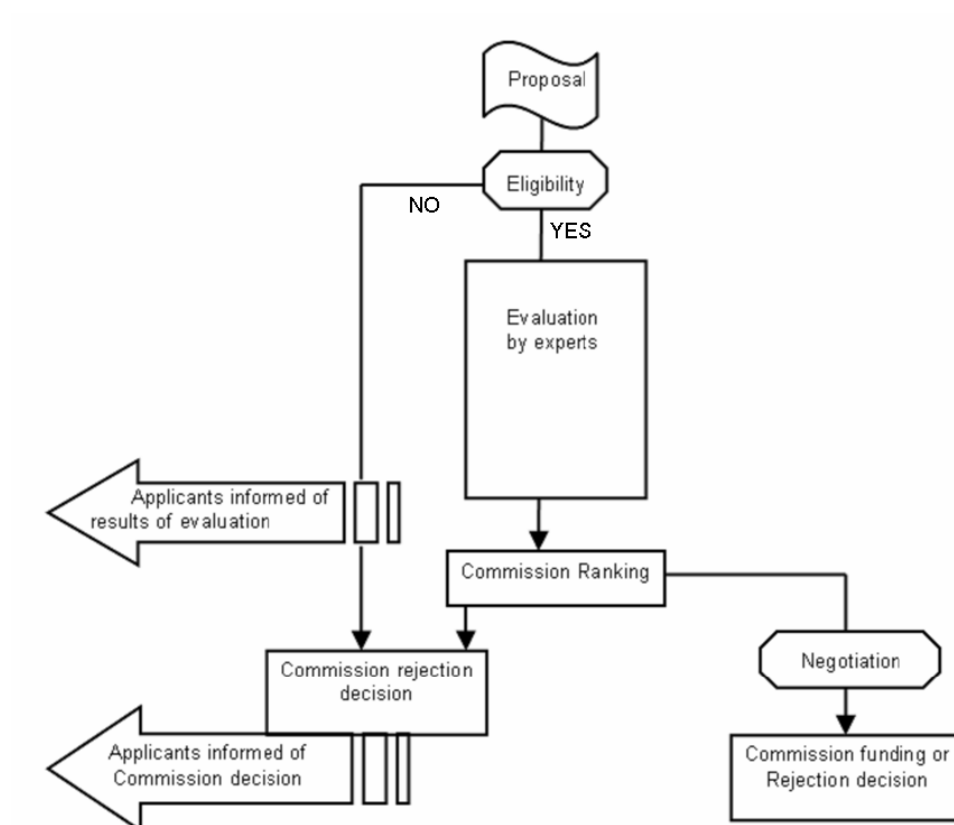 Proposal
Eligibility
NO
YES
Evaluation
by experts
Applicants informed of
results of evaluation
Commission Ranking
Commission rejection
decision
Negotiation
Applicants informed of
Commission decision
Commission funding or
Rejection decision